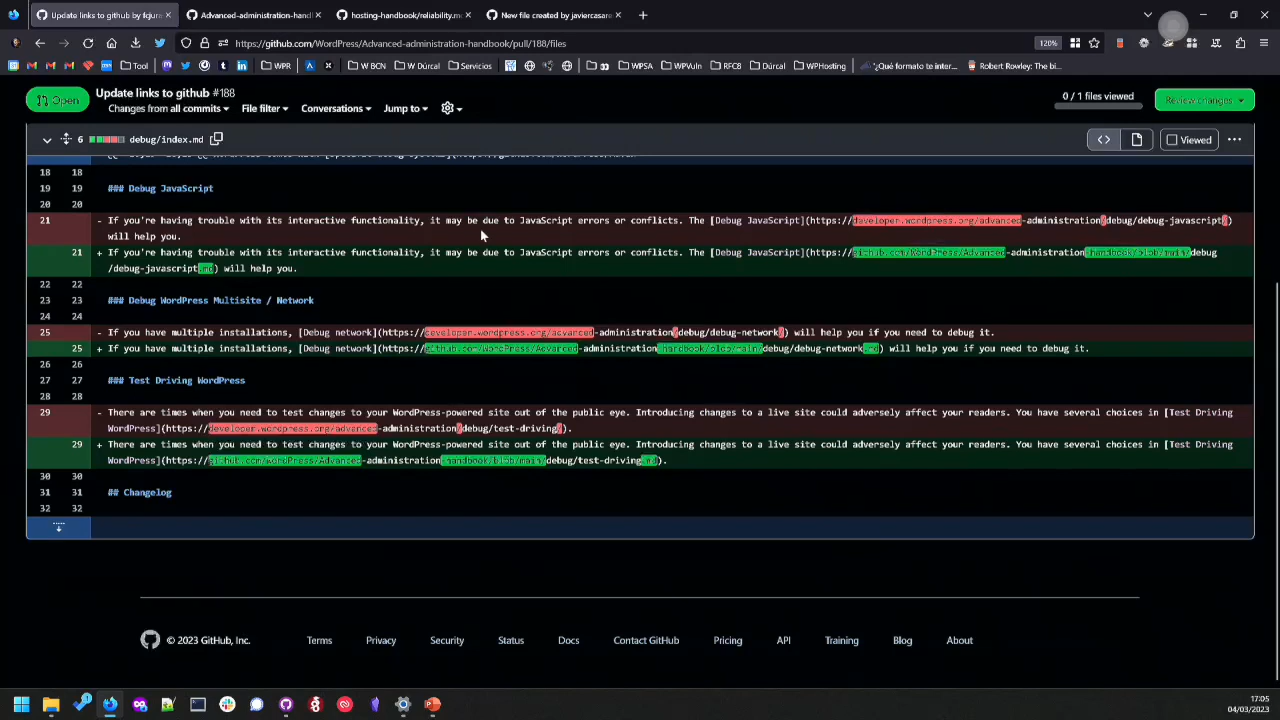 Update links to github by fcjura
Advanced-administration-hand
hosting-handbook/reliability.m
New file created by javiercasare
https://github.com/WordPress/Advanced-administration-handbook/pull/188/files
120%
Tool
WPR
W BCN
W Dúrcal
Servicios
WPSA
WPVuln
RFC8
Dúrcal
WPHosting
¿Qué formato te inter...
Robert Rowley: The bi...
Open
Update links to github #188
Changes from all commits
File filter
Conversations
Jump to
0 / 1 files viewed
Review changes
6 debug/index.md
Viewed
18 18
19 19 ### Debug JavaScript
20 20
21 - If you're having trouble with its interactive functionality, it may be due to JavaScript errors or conflicts. The [Debug JavaScript](https://developer.wordpress.org/advanced-administration/debug/debug-javascript/)
will help you.
21 + If you're having trouble with its interactive functionality, it may be due to JavaScript errors or conflicts. The [Debug JavaScript](https://github.com/WordPress/Advanced-administration-handbook/blob/main/debug
/debug-javascript.md) will help you.
22 22
23 23 ### Debug WordPress Multisite / Network
24 24
25 - If you have multiple installations, [Debug network](https://developer.wordpress.org/advanced-administration/debug/debug-network/) will help you if you need to debug it.
25 + If you have multiple installations, [Debug network](https://github.com/WordPress/Advanced-administration-handbook/blob/main/debug/debug-network.md) will help you if you need to debug it.
26 26
27 27 ### Test Driving WordPress
28 28
29 - There are times when you need to test changes to your WordPress-powered site out of the public eye. Introducing changes to a live site could adversely affect your readers. You have several choices in [Test Driving
WordPress](https://developer.wordpress.org/advanced-administration/debug/test-driving/).
29 + There are times when you need to test changes to your WordPress-powered site out of the public eye. Introducing changes to a live site could adversely affect your readers. You have several choices in [Test Driving
WordPress](https://github.com/WordPress/Advanced-administration-handbook/blob/main/debug/test-driving.md).
30 30
31 31 ## Changelog
32 32
© 2023 GitHub, Inc.
Terms
Privacy
Security
Status
Docs
Contact GitHub
Pricing
API
Training
Blog
About
17:05
04/03/2023